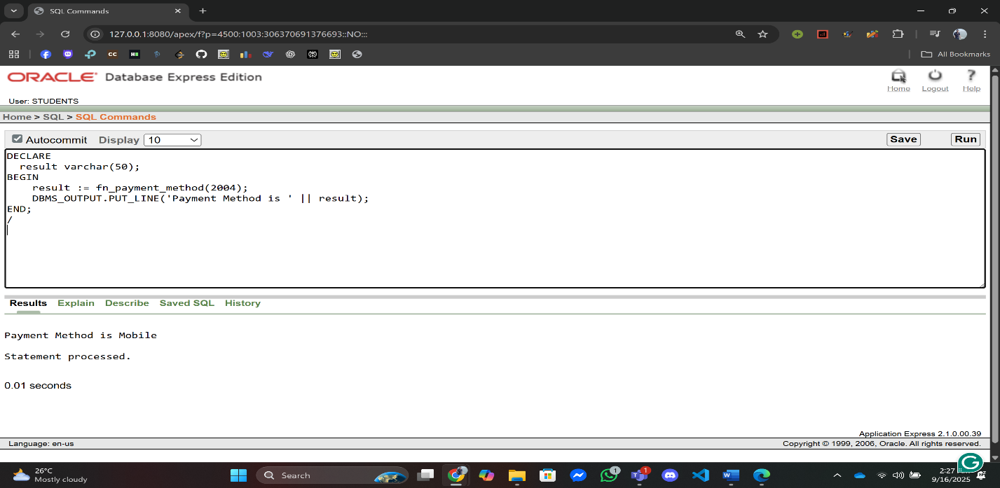 SQL Commands
127.0.0.1:8080/apex/f?p=4500:1003:306370691376693::NO:::
All Bookmarks
ORACLE Database Express Edition
Home Logout Help
User: STUDENTS
Home > SQL > SQL Commands
Autocommit Display 10 Save Run
DECLARE
result varchar(50);
BEGIN
result := fn_payment_method(2004);
DBMS_OUTPUT.PUT_LINE('Payment Method is ' || result);
END;
/
Results Explain Describe Saved SQL History
Payment Method is Mobile
Statement processed.
0.01 seconds
Application Express 2.1.0.00.39
Language: en-us Copyright © 1999, 2006, Oracle. All rights reserved.
26°C
Mostly cloudy
Search
1
1
2:27
9/16/2025